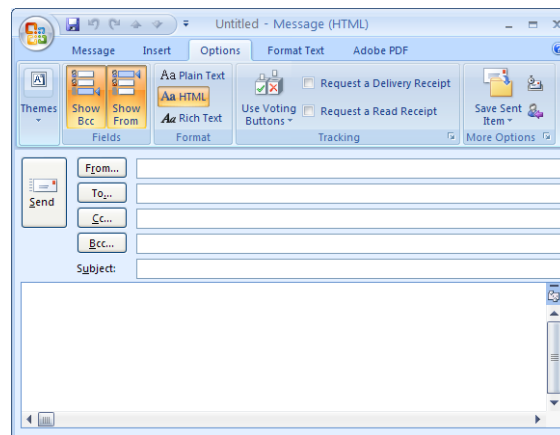 Untitled - Message (HTML)
Message Insert Options Format Text Adobe PDF
Themes
Show Bcc
Show From
Fields
Aa Plain Text
Aa HTML
Aa Rich Text
Format
Use Voting Buttons
Request a Delivery Receipt
Request a Read Receipt
Tracking
Save Sent Item
More Options
Send
From...
To...
Cc...
Bcc...
Subject: